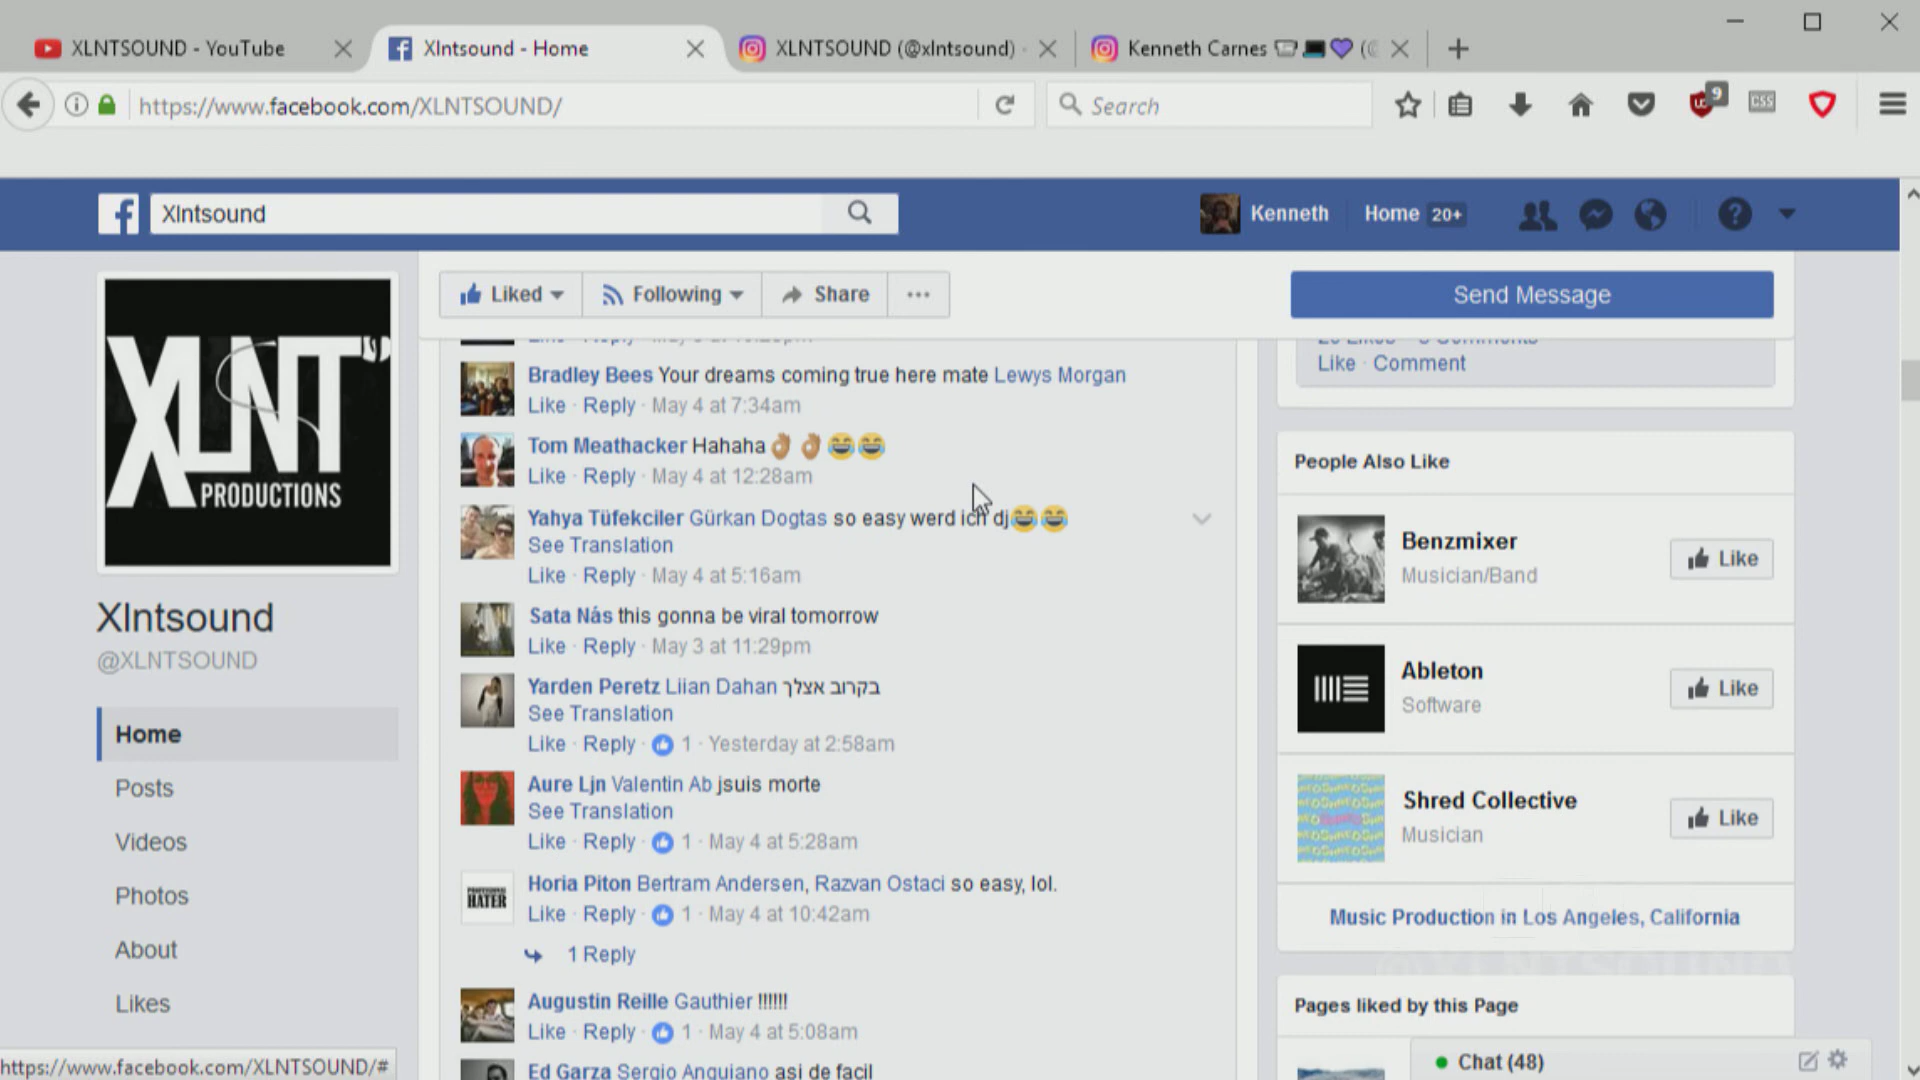 XLNTSOUND - YouTube
Xlntsound - Home
XLNTSOUND (@xlntsound) ·
Kenneth Carnes
https://www.facebook.com/XLNTSOUND/
Search
9
CSS
Xlntsound
Kenneth
Home 20+
Liked
Following
Share
Send Message
XLNT
PRODUCTIONS
Xlntsound
@XLNTSOUND
Home
Posts
Videos
Photos
About
Likes
Bradley Bees Your dreams coming true here mate Lewys Morgan
Like · Reply · May 4 at 7:34am
Tom Meathacker Hahaha👌🏽👌🏽😂😂
Like · Reply · May 4 at 12:28am
Yahya Tüfekciler Gürkan Dogtas so easy werd ich dj😂😂
See Translation
Like · Reply · May 4 at 5:16am
Sata Nás this gonna be viral tomorrow
Like · Reply · May 3 at 11:29pm
Yarden Peretz Liian Dahan בקרוב אצלך
See Translation
Like · Reply · 1 · Yesterday at 2:58am
Aure Ljn Valentin Ab jsuis morte
See Translation
Like · Reply · 1 · May 4 at 5:28am
PROFESSIONAL
HATER
Horia Piton Bertram Andersen, Razvan Ostaci so easy, lol.
Like · Reply · 1 · May 4 at 10:42am
1 Reply
Augustin Reille Gauthier !!!!!!
Like · Reply · 1 · May 4 at 5:08am
Ed Garza Sergio Anguiano asi de facil
Like · Comment
People Also Like
Benzmixer
Musician/Band
Like
Ableton
Software
Like
Shred Collective
Musician
Like
Music Production in Los Angeles, California
@XLNTSOUND
Pages liked by this Page
Chat (48)
https://www.facebook.com/XLNTSOUND/#